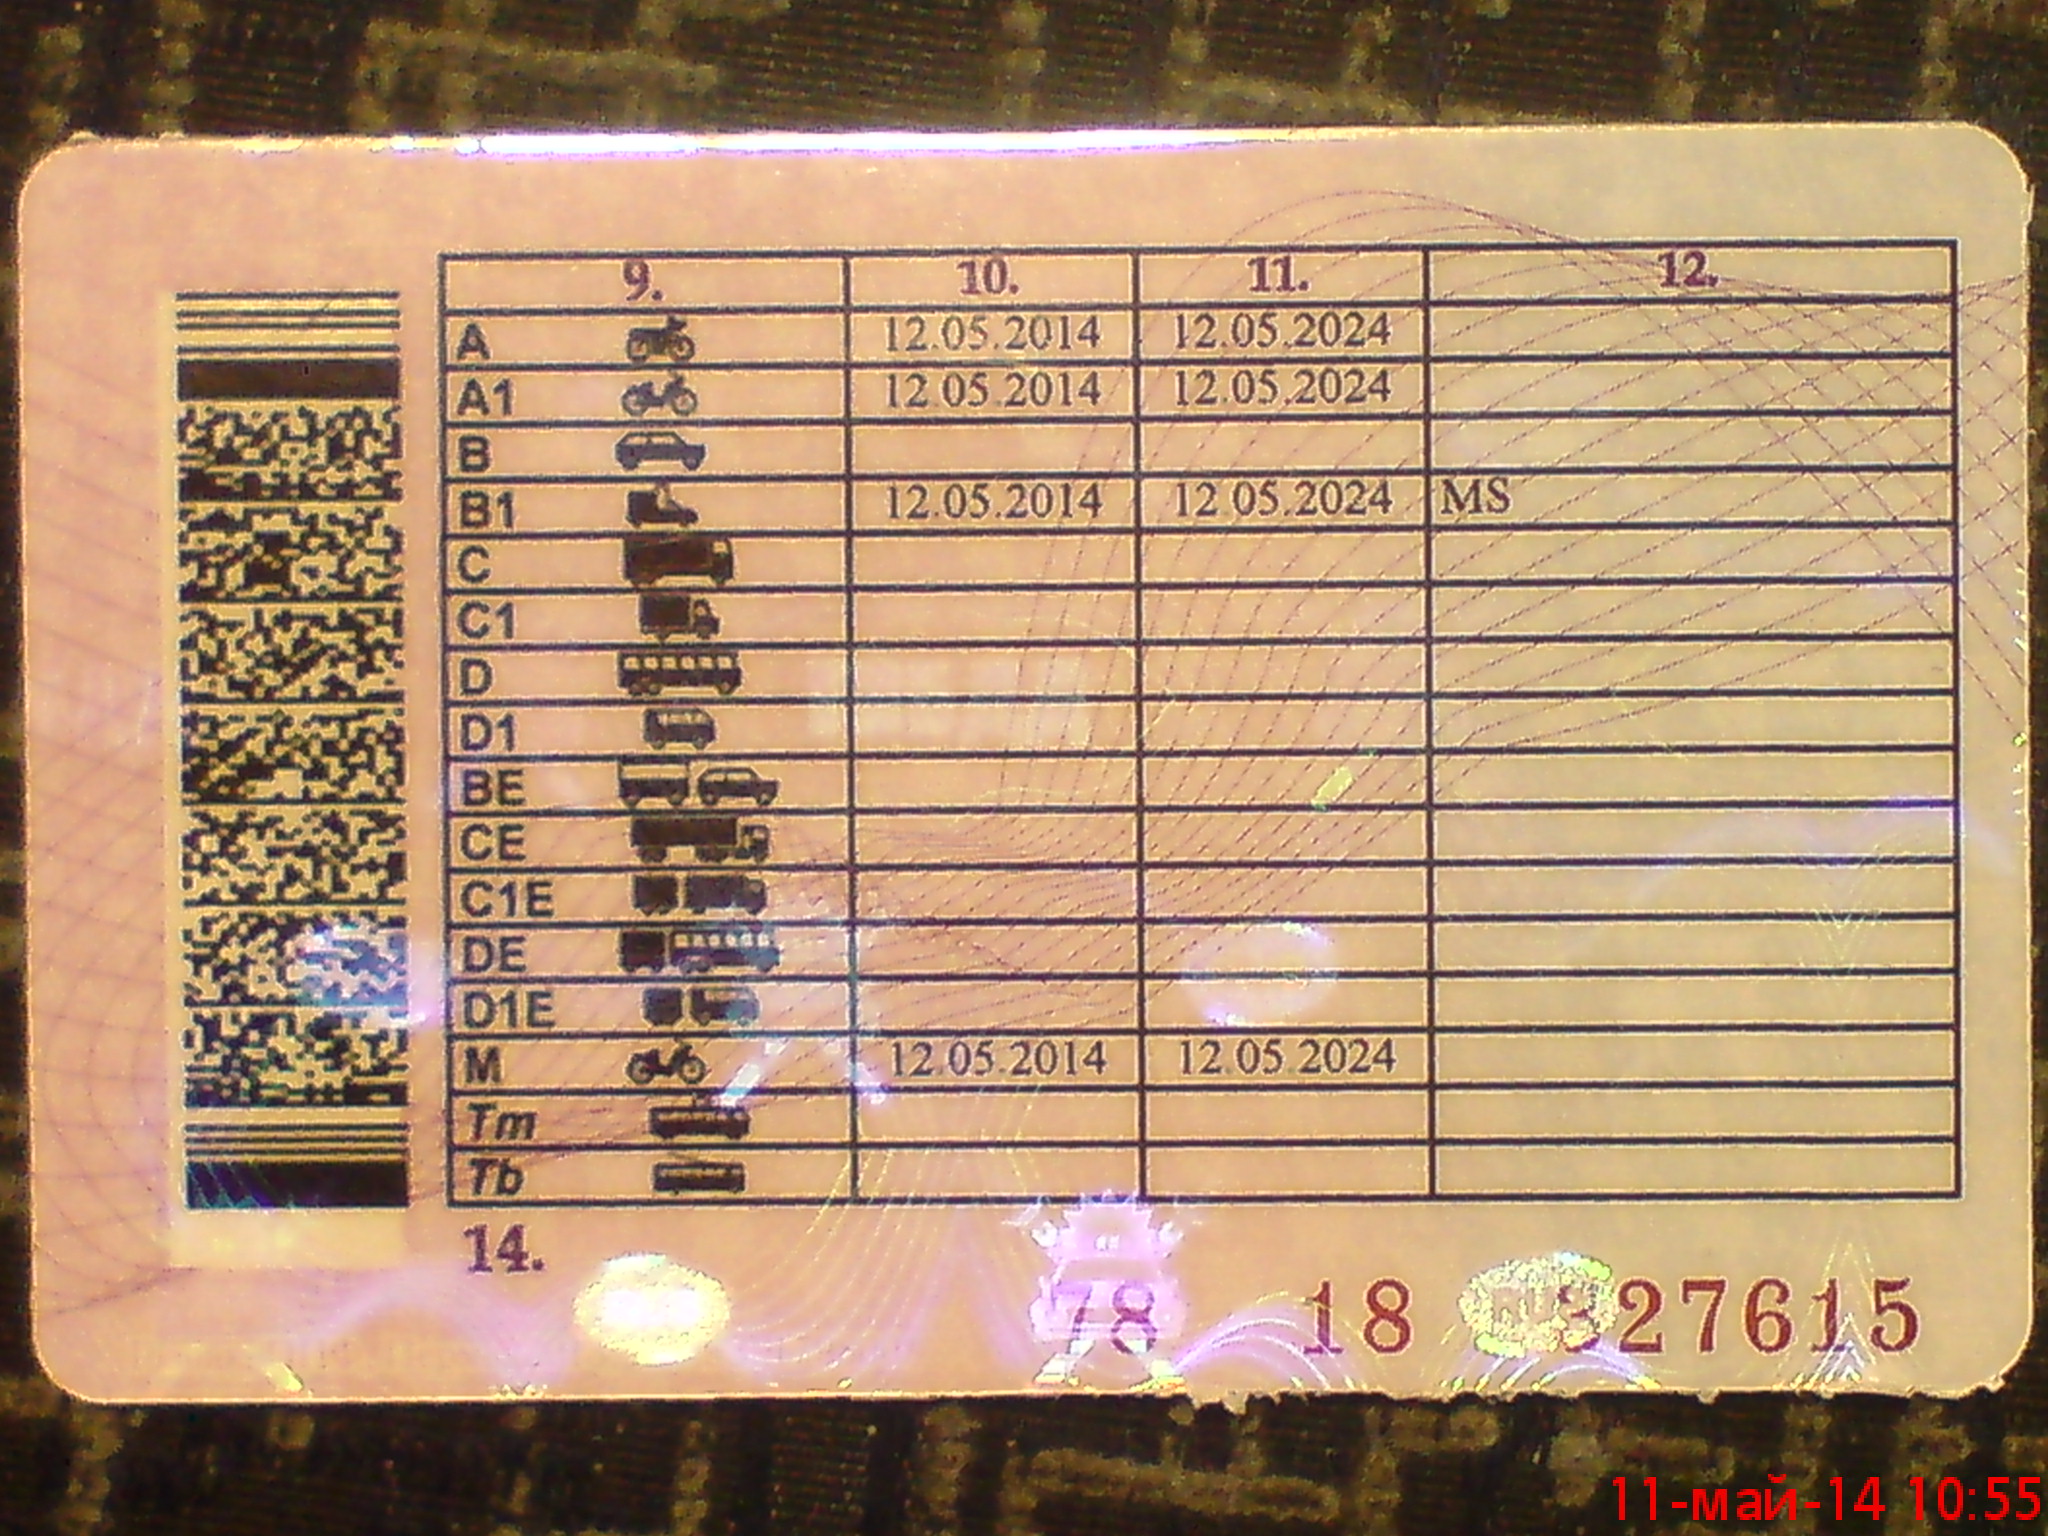 9. 10. 11. 12.
A 12.05.2014 12.05.2024
A1 12.05.2014 12.05.2024
B
B1 12.05.2014 12.05.2024 MS
C
C1
D
D1
BE
CE
C1E
DE
D1E
M 12.05.2014 12.05.2024
Tm
Tb
14.
78 18 327615
11-май-14 10:55